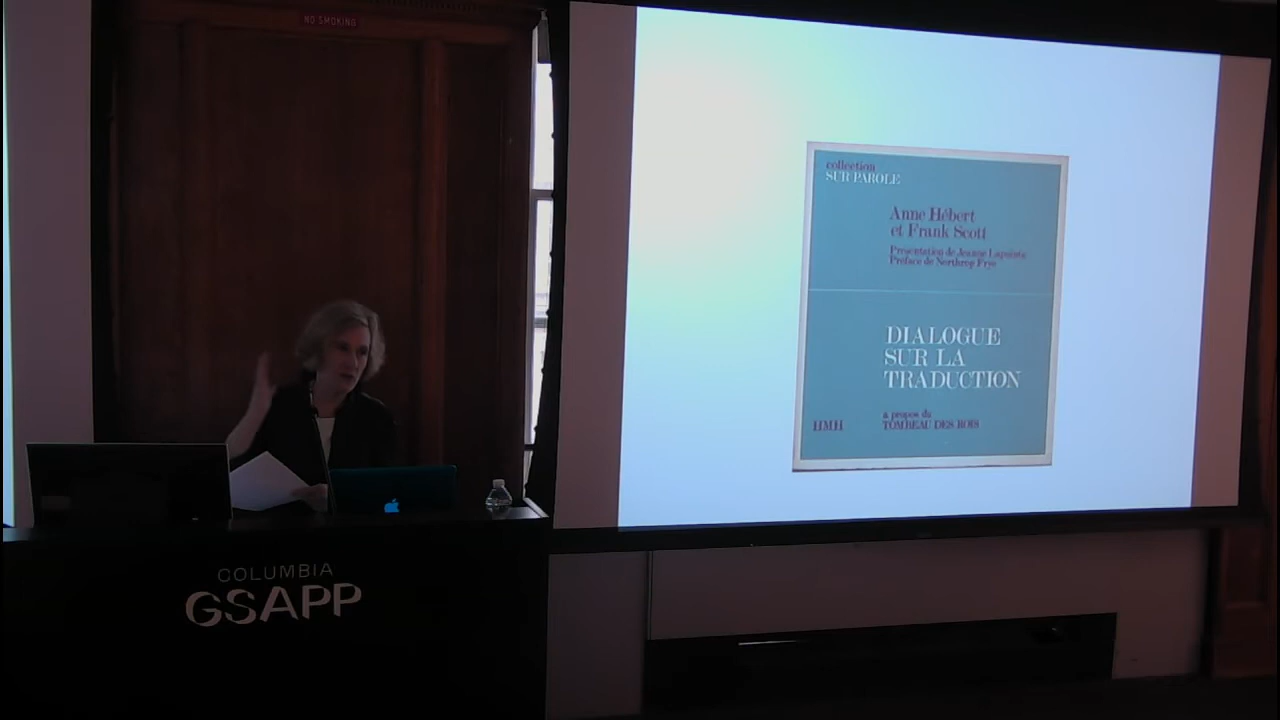 NO SMOKING
collection
SUR PAROLE
Anne Hébert
et Frank Scott
Présentation de Jeanne Lapointe
Préface de Northrop Frye
DIALOGUE
SUR LA
TRADUCTION
à propos du
TOMBEAU DES ROIS
HMH
COLUMBIA
GSAPP